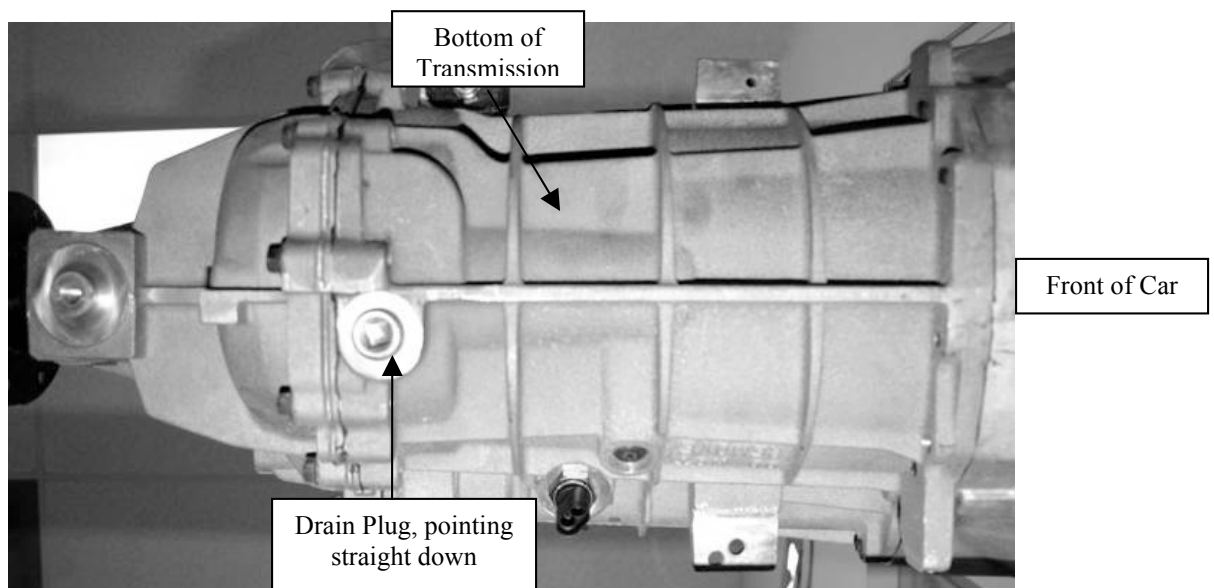 Bottom of
Transmission
Front of Car
Drain Plug, pointing
straight down